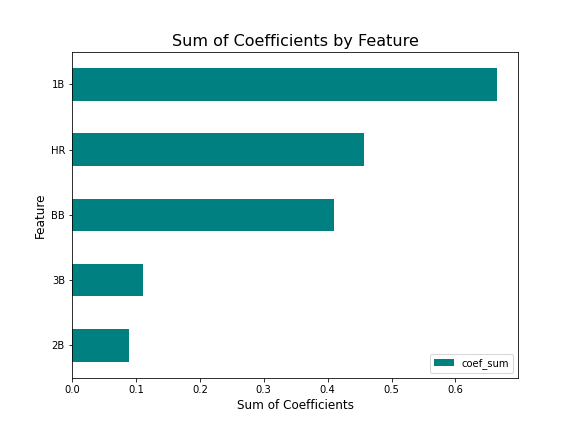 Sum of Coefficients by Feature
1B
HR
BB
3B
2B
Feature
coef_sum
0.0 0.1 0.2 0.3 0.4 0.5 0.6
Sum of Coefficients